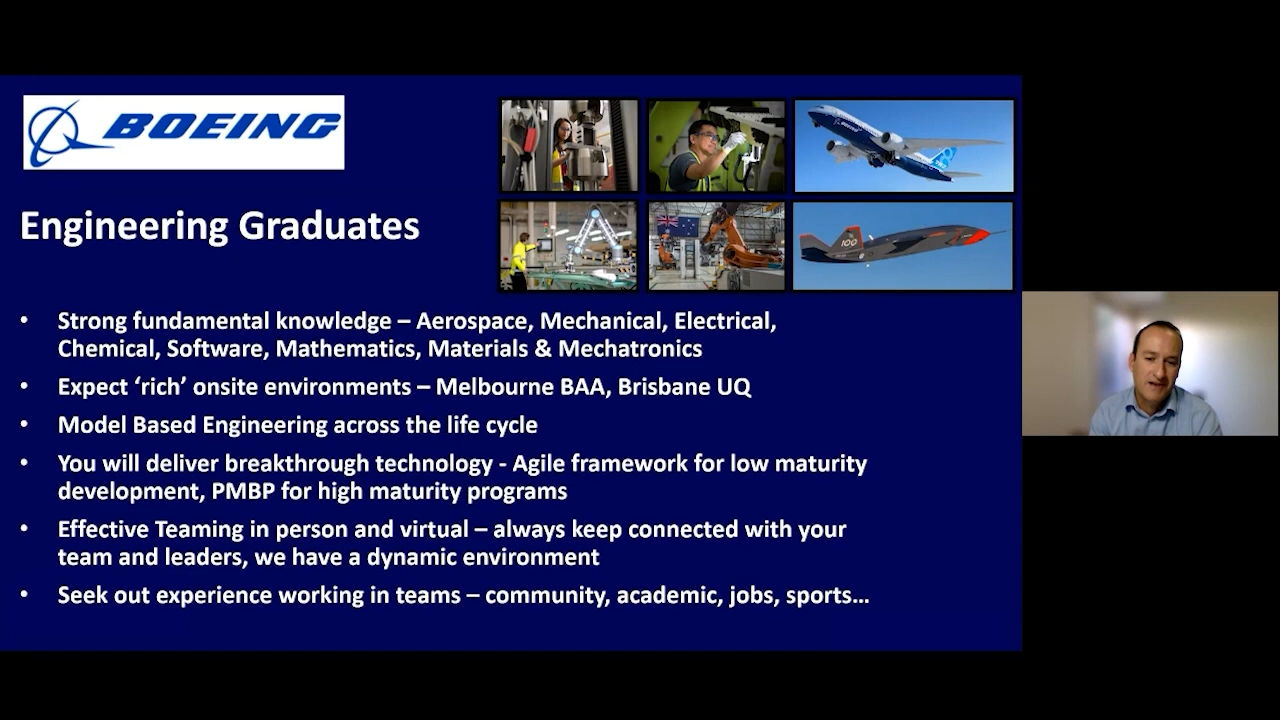 BOEING
Engineering Graduates
• Strong fundamental knowledge – Aerospace, Mechanical, Electrical,
Chemical, Software, Mathematics, Materials & Mechatronics
• Expect ‘rich’ onsite environments – Melbourne BAA, Brisbane UQ
• Model Based Engineering across the life cycle
• You will deliver breakthrough technology - Agile framework for low maturity
development, PMBP for high maturity programs
• Effective Teaming in person and virtual – always keep connected with your
team and leaders, we have a dynamic environment
• Seek out experience working in teams – community, academic, jobs, sports...
BOEING
100